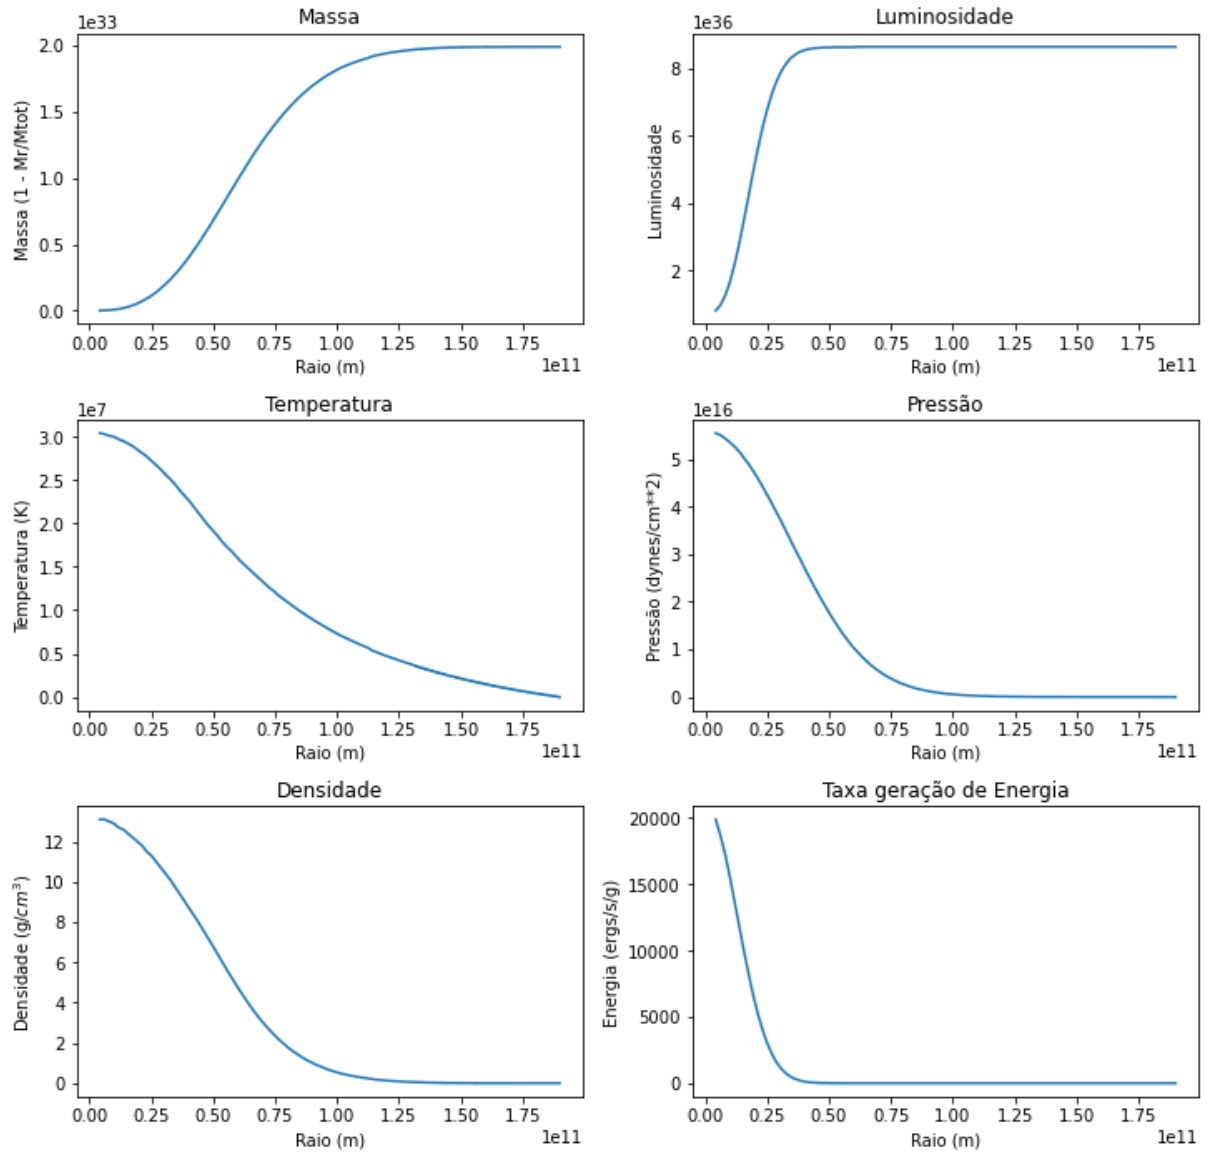 Massa
1e33
Massa (1 - Mr/Mtot)
2.0
1.5
1.0
0.5
0.0
0.00 0.25 0.50 0.75 1.00 1.25 1.50 1.75
Raio (m)
1e11
Luminosidade
1e36
Luminosidade
8
6
4
2
0.00 0.25 0.50 0.75 1.00 1.25 1.50 1.75
Raio (m)
1e11
Temperatura
1e7
Temperatura (K)
3.0
2.5
2.0
1.5
1.0
0.5
0.0
0.00 0.25 0.50 0.75 1.00 1.25 1.50 1.75
Raio (m)
1e11
Pressão
1e16
Pressão (dynes/cm**2)
5
4
3
2
1
0
0.00 0.25 0.50 0.75 1.00 1.25 1.50 1.75
Raio (m)
1e11
Densidade
Densidade (g/cm³)
12
10
8
6
4
2
0
0.00 0.25 0.50 0.75 1.00 1.25 1.50 1.75
Raio (m)
1e11
Taxa geração de Energia
Energia (ergs/s/g)
20000
15000
10000
5000
0
0.00 0.25 0.50 0.75 1.00 1.25 1.50 1.75
Raio (m)
1e11